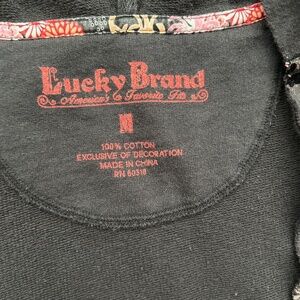 Lucky Brand
America's Favorite Fit
100% COTTON
EXCLUSIVE OF DECORATION
MADE IN CHINA
RN 80318